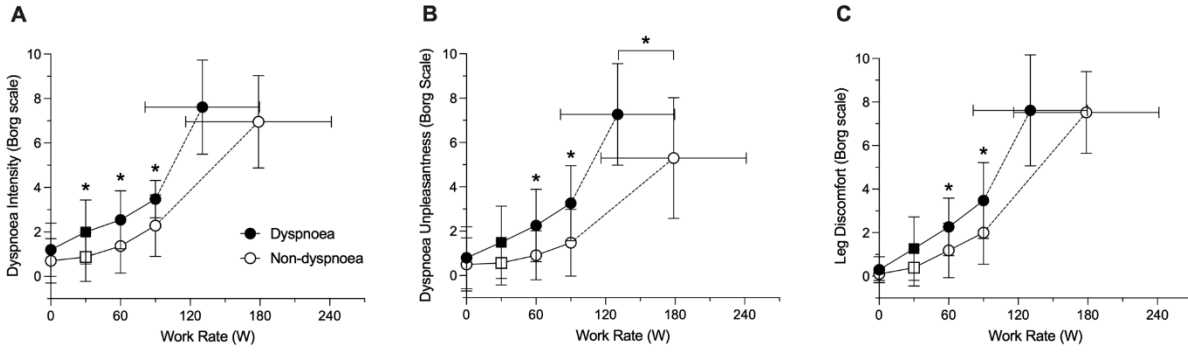 A
Dyspnoea Intensity (Borg scale)
10
8
6
4
2
0
* * *
Dyspnoea
Non-dyspnoea
0 60 120 180 240
Work Rate (W)
B
Dyspnoea Unpleasantness (Borg Scale)
10
8
6
4
2
0
*
* *
0 60 120 180 240
Work Rate (W)
C
Leg Discomfort (Borg scale)
10
8
6
4
2
0
* *
0 60 120 180 240
Work Rate (W)